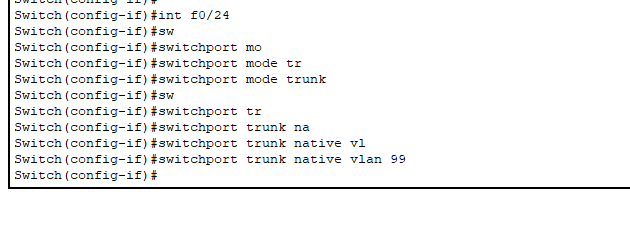 Switch(config-if)#
Switch(config-if)#int f0/24
Switch(config-if)#sw
Switch(config-if)#switchport mo
Switch(config-if)#switchport mode tr
Switch(config-if)#switchport mode trunk
Switch(config-if)#sw
Switch(config-if)#switchport tr
Switch(config-if)#switchport trunk na
Switch(config-if)#switchport trunk native vl
Switch(config-if)#switchport trunk native vlan 99
Switch(config-if)#